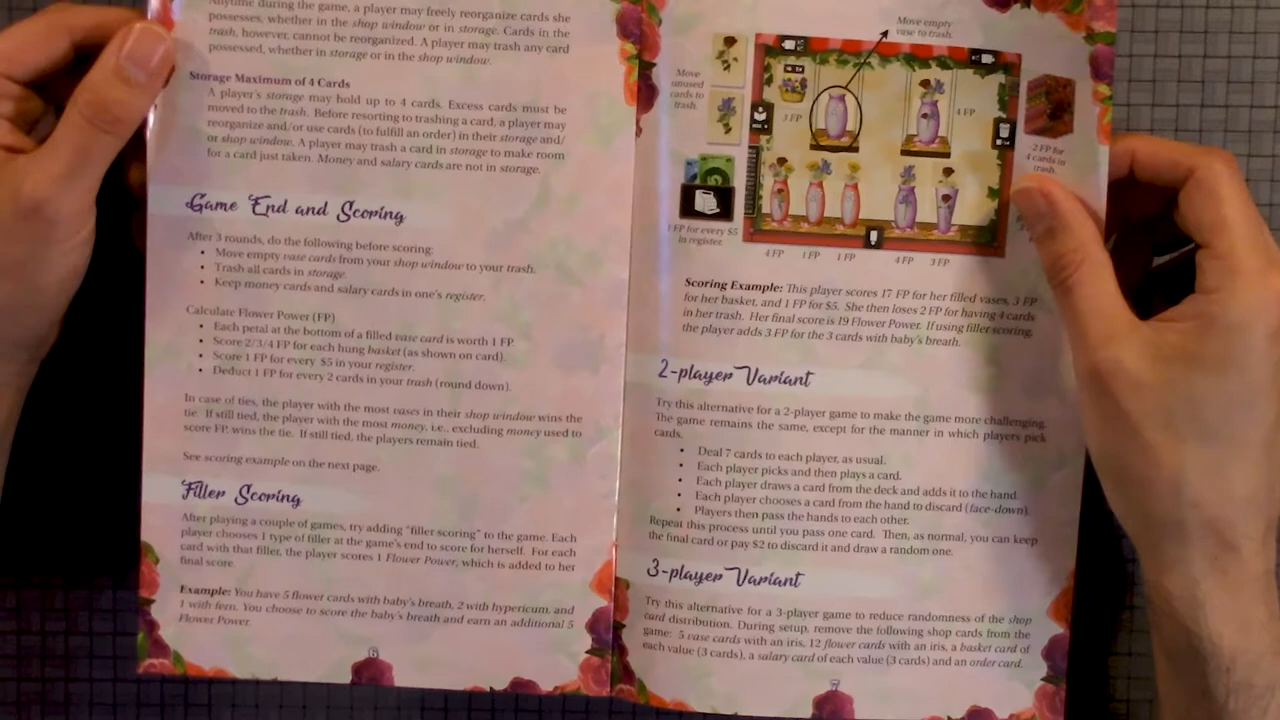 Anytime during the game, a player may freely reorganize cards she
possesses, whether in the shop window or in storage. Cards in the
trash, however, cannot be reorganized. A player may trash any card
possessed, whether in storage or in the shop window.
Storage Maximum of 4 Cards
A player's storage may hold up to 4 cards. Excess cards must be
moved to the trash. Before resorting to trashing a card, a player may
reorganize and/or use cards (to fulfill an order) in their storage and/
or shop window. A player may trash a card in storage to make room
for a card just taken. Money and salary cards are not in storage.
Game End and Scoring
After 3 rounds, do the following before scoring:
• Move empty vase cards from your shop window to your trash.
• Trash all cards in storage.
• Keep money cards and salary cards in one's register.
Calculate Flower Power (FP)
• Each petal at the bottom of a filled vase card is worth 1 FP.
• Score 2/3/4 FP for each hung basket (as shown on card).
• Score 1 FP for every $5 in your register.
• Deduct 1 FP for every 2 cards in your trash (round down).
In case of ties, the player with the most vases in their shop window wins the
tie. If still tied, the player with the most money, i.e., excluding money used to
score FP, wins the tie. If still tied, the players remain tied.
See scoring example on the next page.
Filler Scoring
After playing a couple of games, try adding "filler scoring" to the game. Each
player chooses 1 type of filler at the game's end to score for herself. For each
card with that filler, the player scores 1 Flower Power, which is added to her
final score.
Example: You have 5 flower cards with baby's breath, 2 with hypericum, and
1 with fern. You choose to score the baby's breath and earn an additional 5
Flower Power.
6
Move empty
vase to trash.
Move
unused
cards to
trash.
3 FP
4 FP
-2 FP for
4 cards in
trash.
1 FP for every $5
in register.
4 FP 1 FP 1 FP 4 FP 3 FP
Scoring Example: This player scores 17 FP for her filled vases, 3 FP
for her basket, and 1 FP for $5. She then loses 2 FP for having 4 cards
in her trash. Her final score is 19 Flower Power. If using filler scoring,
the player adds 3 FP for the 3 cards with baby's breath.
2-player Variant
Try this alternative for a 2-player game to make the game more challenging.
The game remains the same, except for the manner in which players pick
cards.
• Deal 7 cards to each player, as usual.
• Each player picks and then plays a card.
• Each player draws a card from the deck and adds it to the hand.
• Each player chooses a card from the hand to discard (face-down).
• Players then pass the hands to each other.
Repeat this process until you pass one card. Then, as normal, you can keep
the final card or pay $2 to discard it and draw a random one.
3-player Variant
Try this alternative for a 3-player game to reduce randomness of the shop
card distribution. During setup, remove the following shop cards from the
game: 5 vase cards with an iris, 12 flower cards with an iris, a basket card of
each value (3 cards), a salary card of each value (3 cards) and an order card.
7